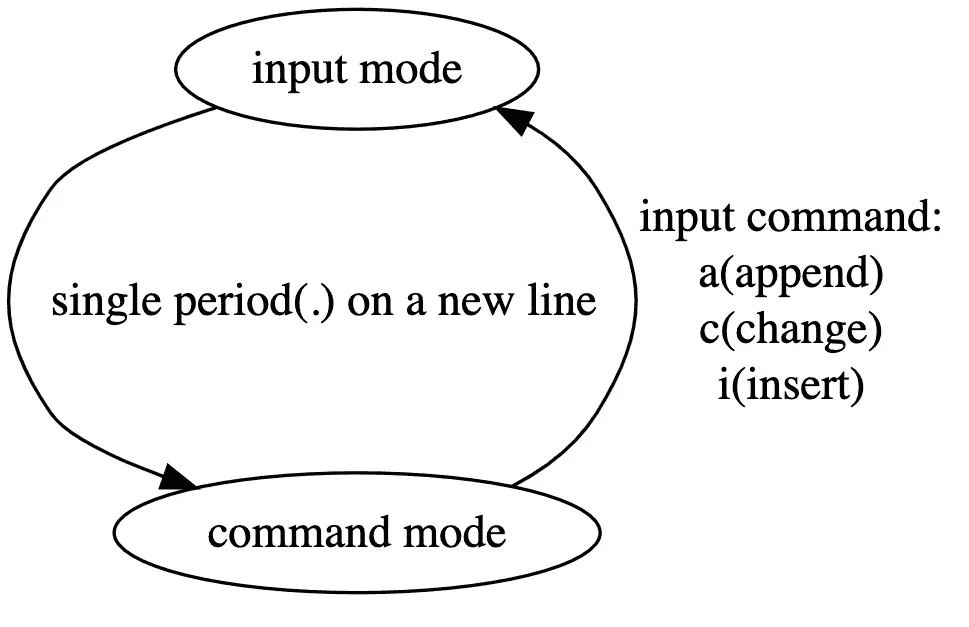 input mode
input command:
a(append)
single period(.) on a new line
c(change)
i(insert)
command mode